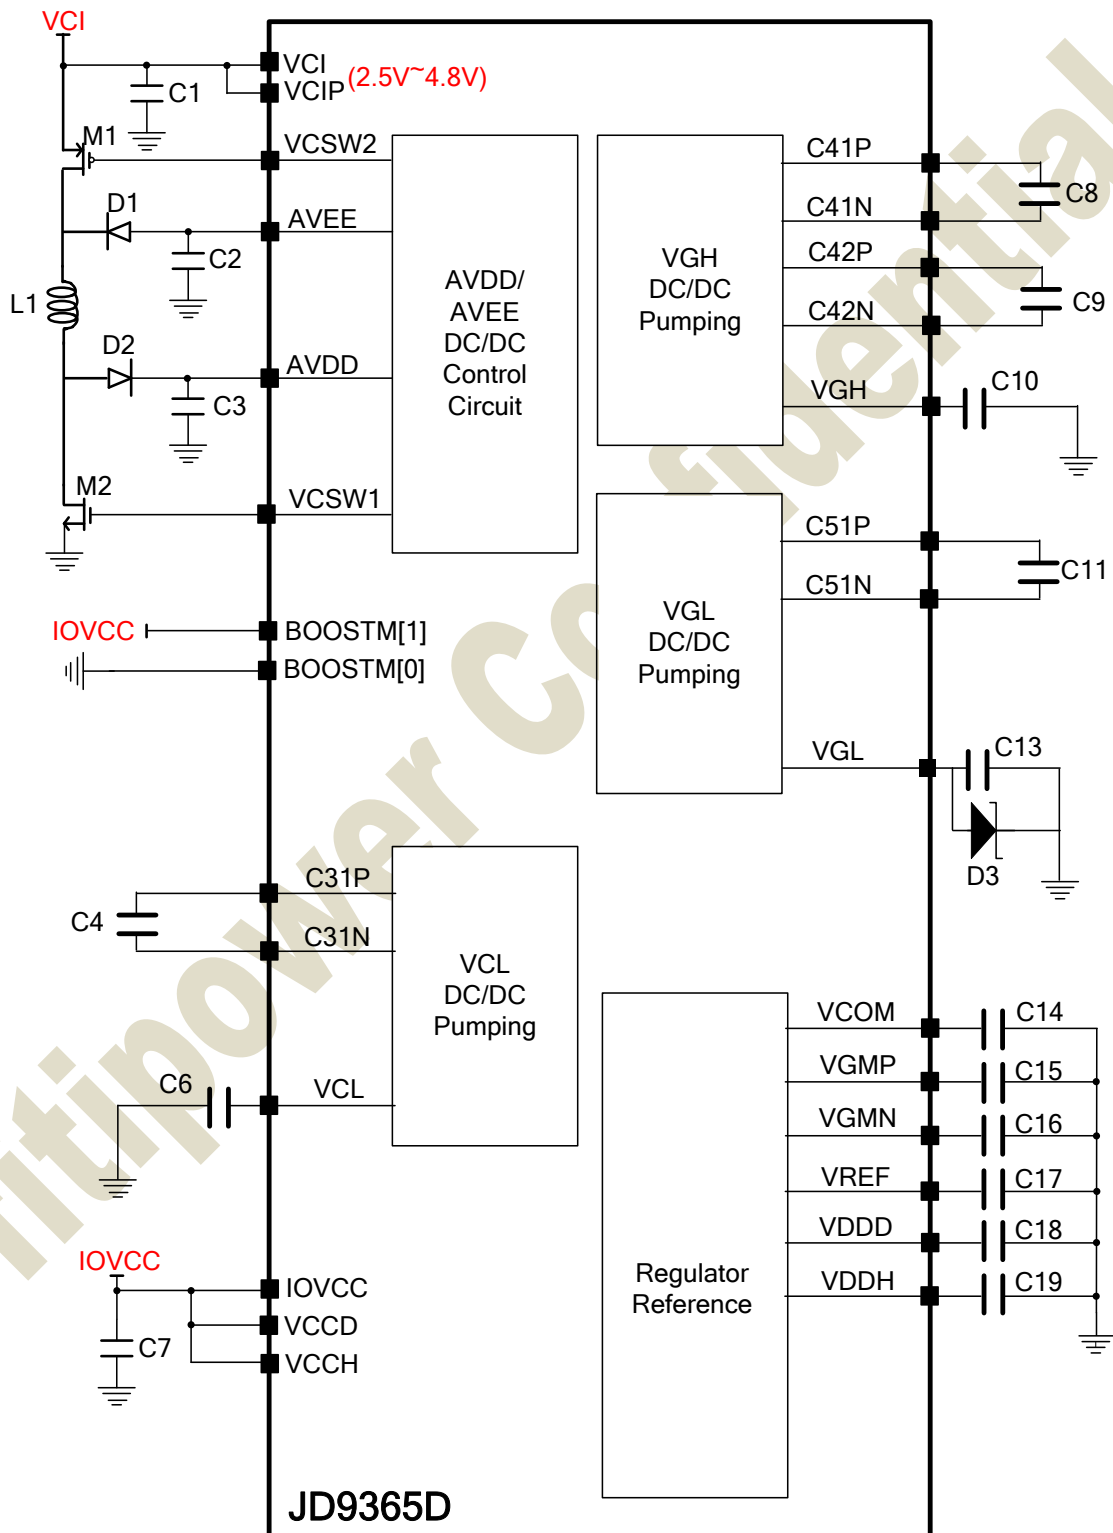 VCI
VCI
(2.5V~4.8V)
VCIP
C1
M1
VCSW2
D1
AVEE
C2
L1
D2
AVDD
C3
M2
VCSW1
AVDD/
AVEE
DC/DC
Control
Circuit
IOVCC
BOOSTM[1]
BOOSTM[0]
C31P
C4
C31N
VCL
DC/DC
Pumping
C6
VCL
IOVCC
IOVCC
VCCD
C7
VCCH
VGH
DC/DC
Pumping
C41P
C8
C41N
C42P
C9
C42N
VGH
C10
VGL
DC/DC
Pumping
C51P
C11
C51N
VGL
C13
D3
Regulator
Reference
VCOM
C14
VGMP
C15
VGMN
C16
VREF
C17
VDDD
C18
VDDH
C19
JD9365D
fitipower Confidential